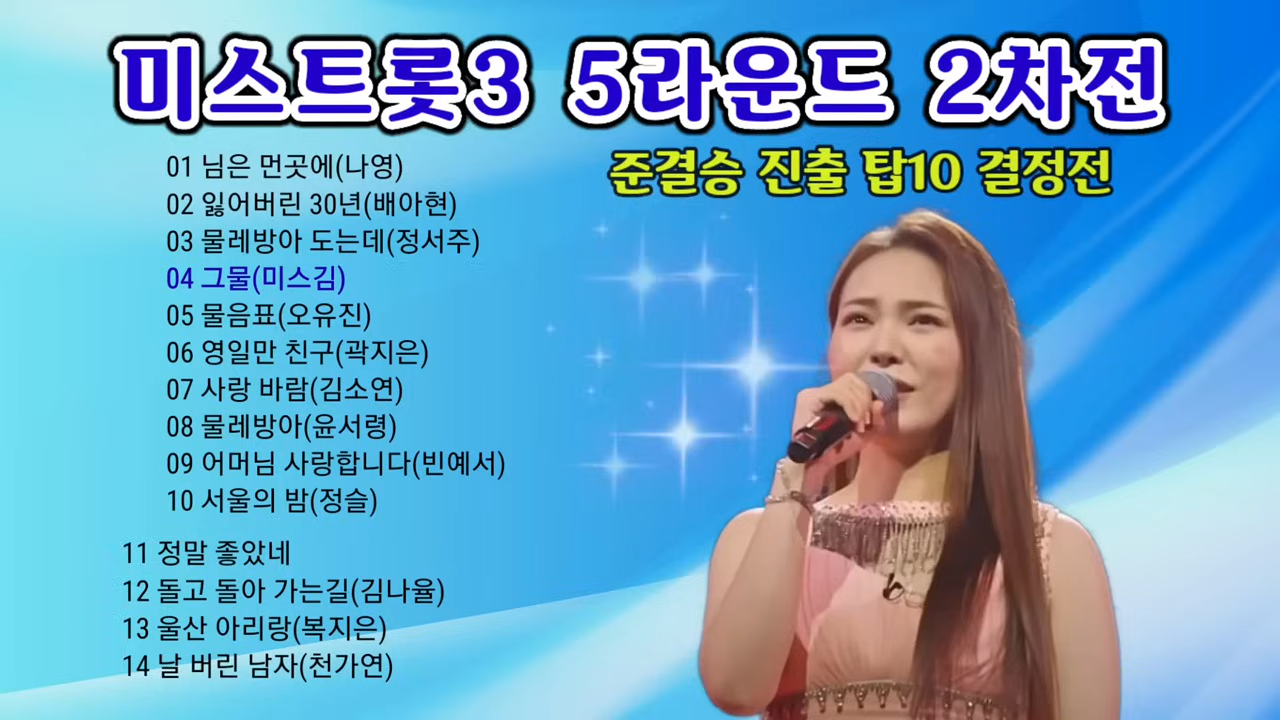 미스트롯3 5라운드 2차전
준결승 진출 탑10 결정전
01 님은 먼곳에(나영)
02 잃어버린 30년(배아현)
03 물레방아 도는데(정서주)
04 그물(미스김)
05 물음표(오유진)
06 영일만 친구(곽지은)
07 사랑 바람(김소연)
08 물레방아(윤서령)
09 어머님 사랑합니다(빈예서)
10 서울의 밤(정슬)
11 정말 좋았네
12 돌고 돌아 가는길(김나율)
13 울산 아리랑(복지은)
14 날 버린 남자(천가연)